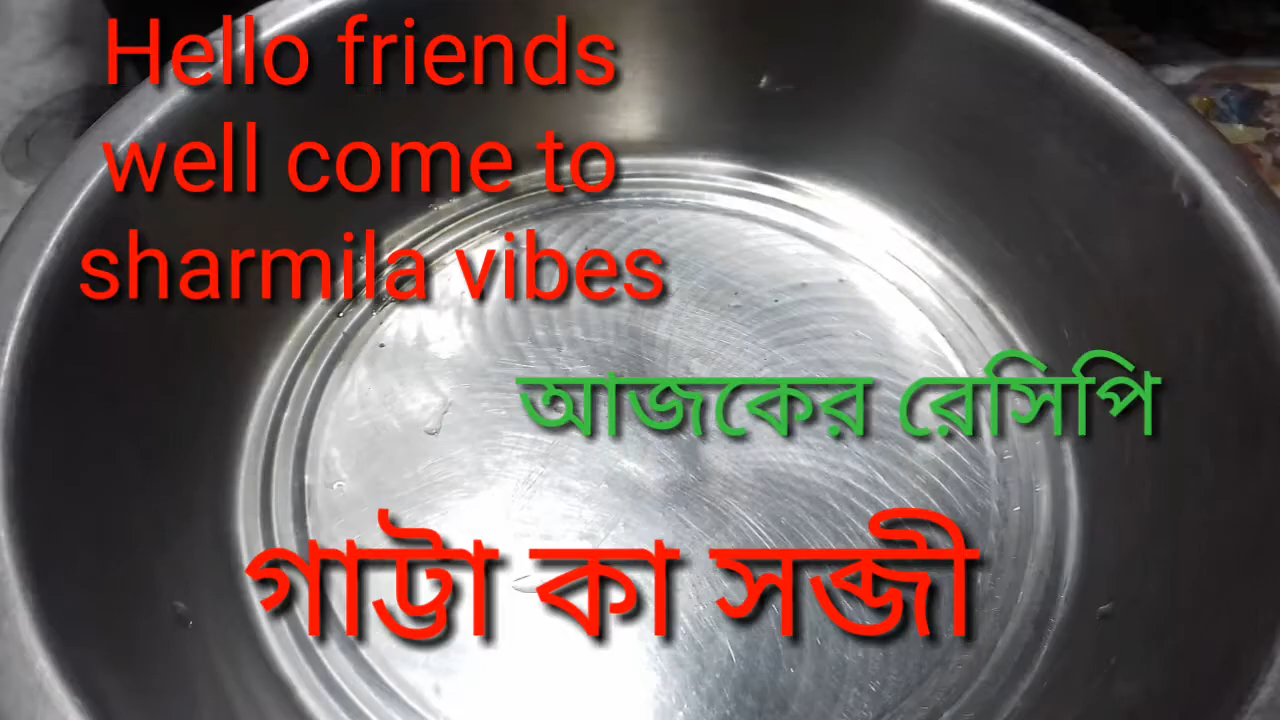 Hello friends
well come to
sharmila vibes
আজকের রেসিপি
গাট্টা কা সব্জী